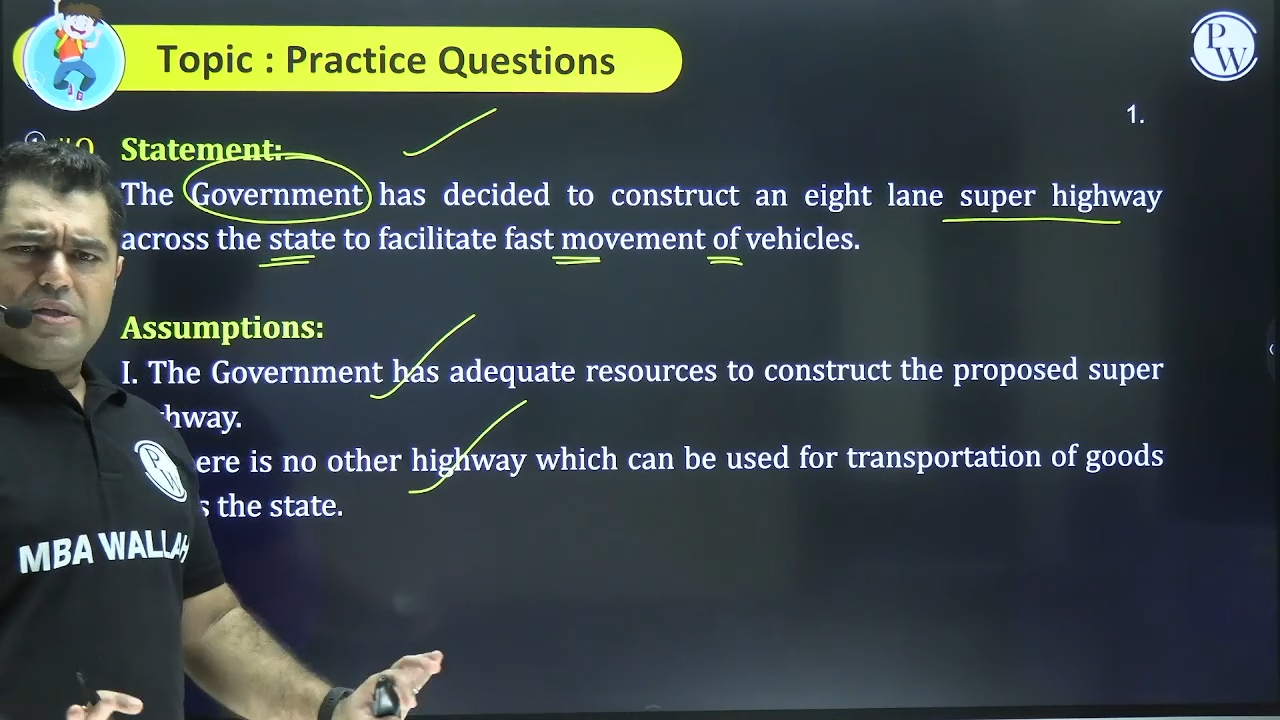 Topic : Practice Questions
PW
1.
Statement:
The Government has decided to construct an eight lane super highway
across the state to facilitate fast movement of vehicles.
Assumptions:
I. The Government has adequate resources to construct the proposed super
hway.
ere is no other highway which can be used for transportation of goods
s the state.
PW
MBA WALLAH